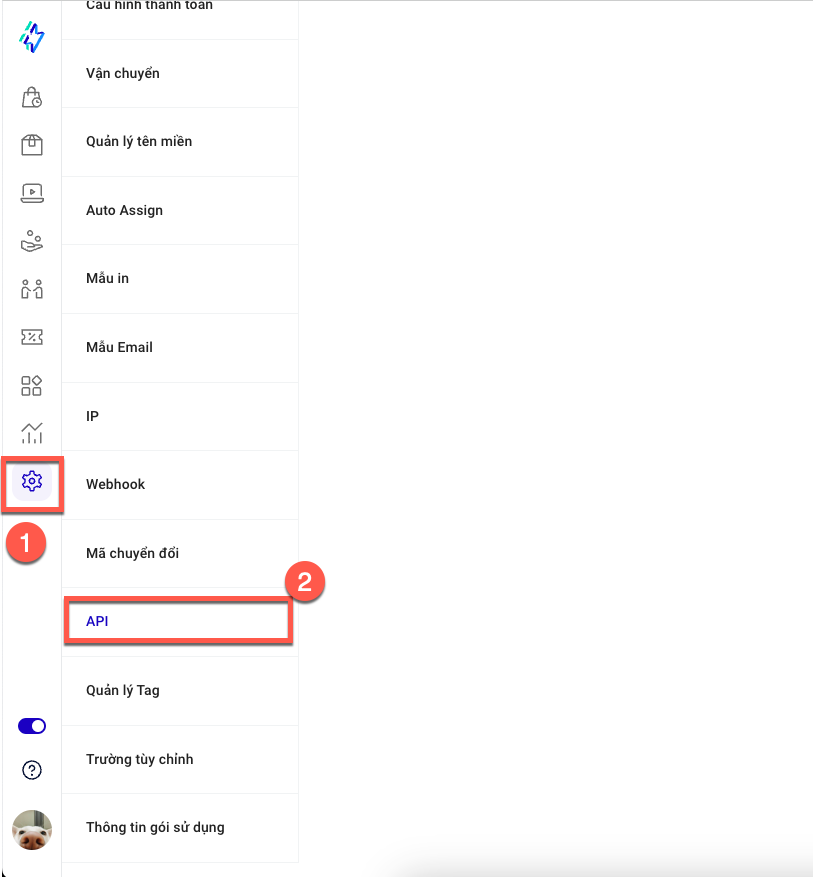 Cấu hình thanh toán
Vận chuyển
Quản lý tên miền
Auto Assign
Mẫu in
Mẫu Email
IP
Webhook
1
Mã chuyển đổi
2
API
Quản lý Tag
Trường tùy chỉnh
Thông tin gói sử dụng